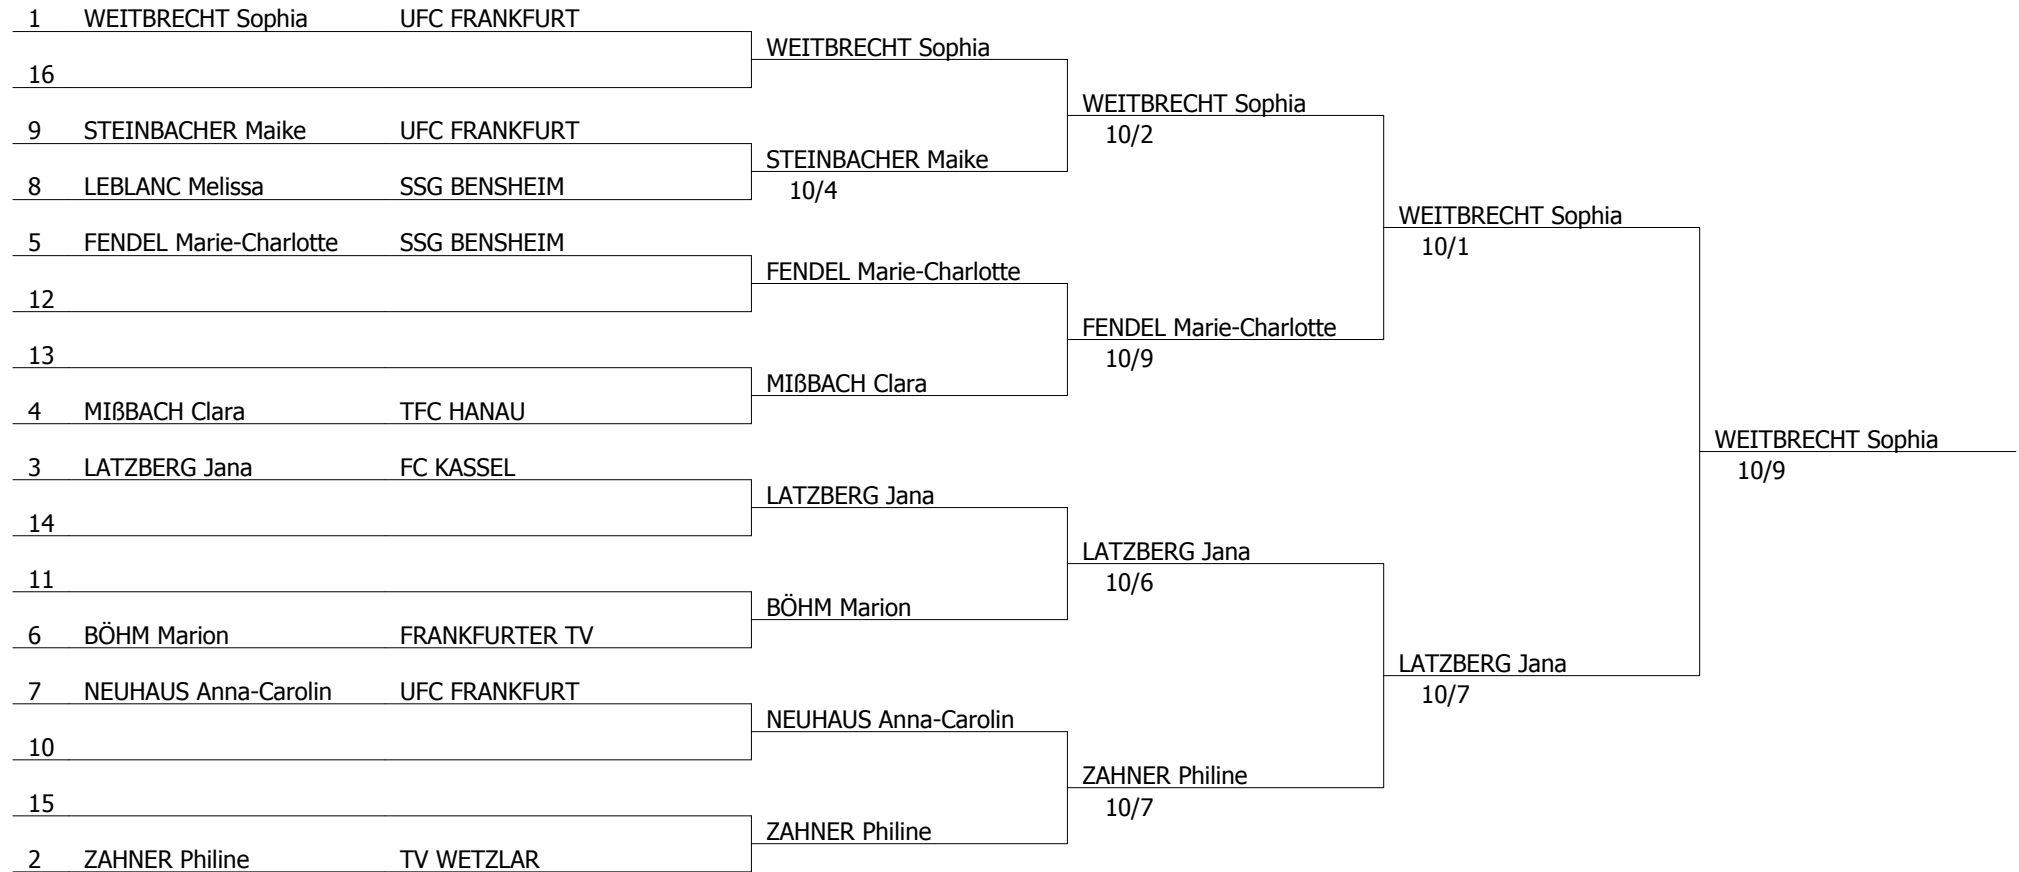 1 WEITBRECHT Sophia UFC FRANKFURT
WEITBRECHT Sophia
16
WEITBRECHT Sophia
10/2
9 STEINBACHER Maike UFC FRANKFURT
STEINBACHER Maike
10/4
8 LEBLANC Melissa SSG BENSHEIM
WEITBRECHT Sophia
10/1
5 FENDEL Marie-Charlotte SSG BENSHEIM
FENDEL Marie-Charlotte
12
FENDEL Marie-Charlotte
10/9
13
MIßBACH Clara
4 MIßBACH Clara TFC HANAU
WEITBRECHT Sophia
10/9
3 LATZBERG Jana FC KASSEL
LATZBERG Jana
14
LATZBERG Jana
10/6
11
BÖHM Marion
6 BÖHM Marion FRANKFURTER TV
LATZBERG Jana
10/7
7 NEUHAUS Anna-Carolin UFC FRANKFURT
NEUHAUS Anna-Carolin
10
ZAHNER Philine
10/7
15
ZAHNER Philine
2 ZAHNER Philine TV WETZLAR